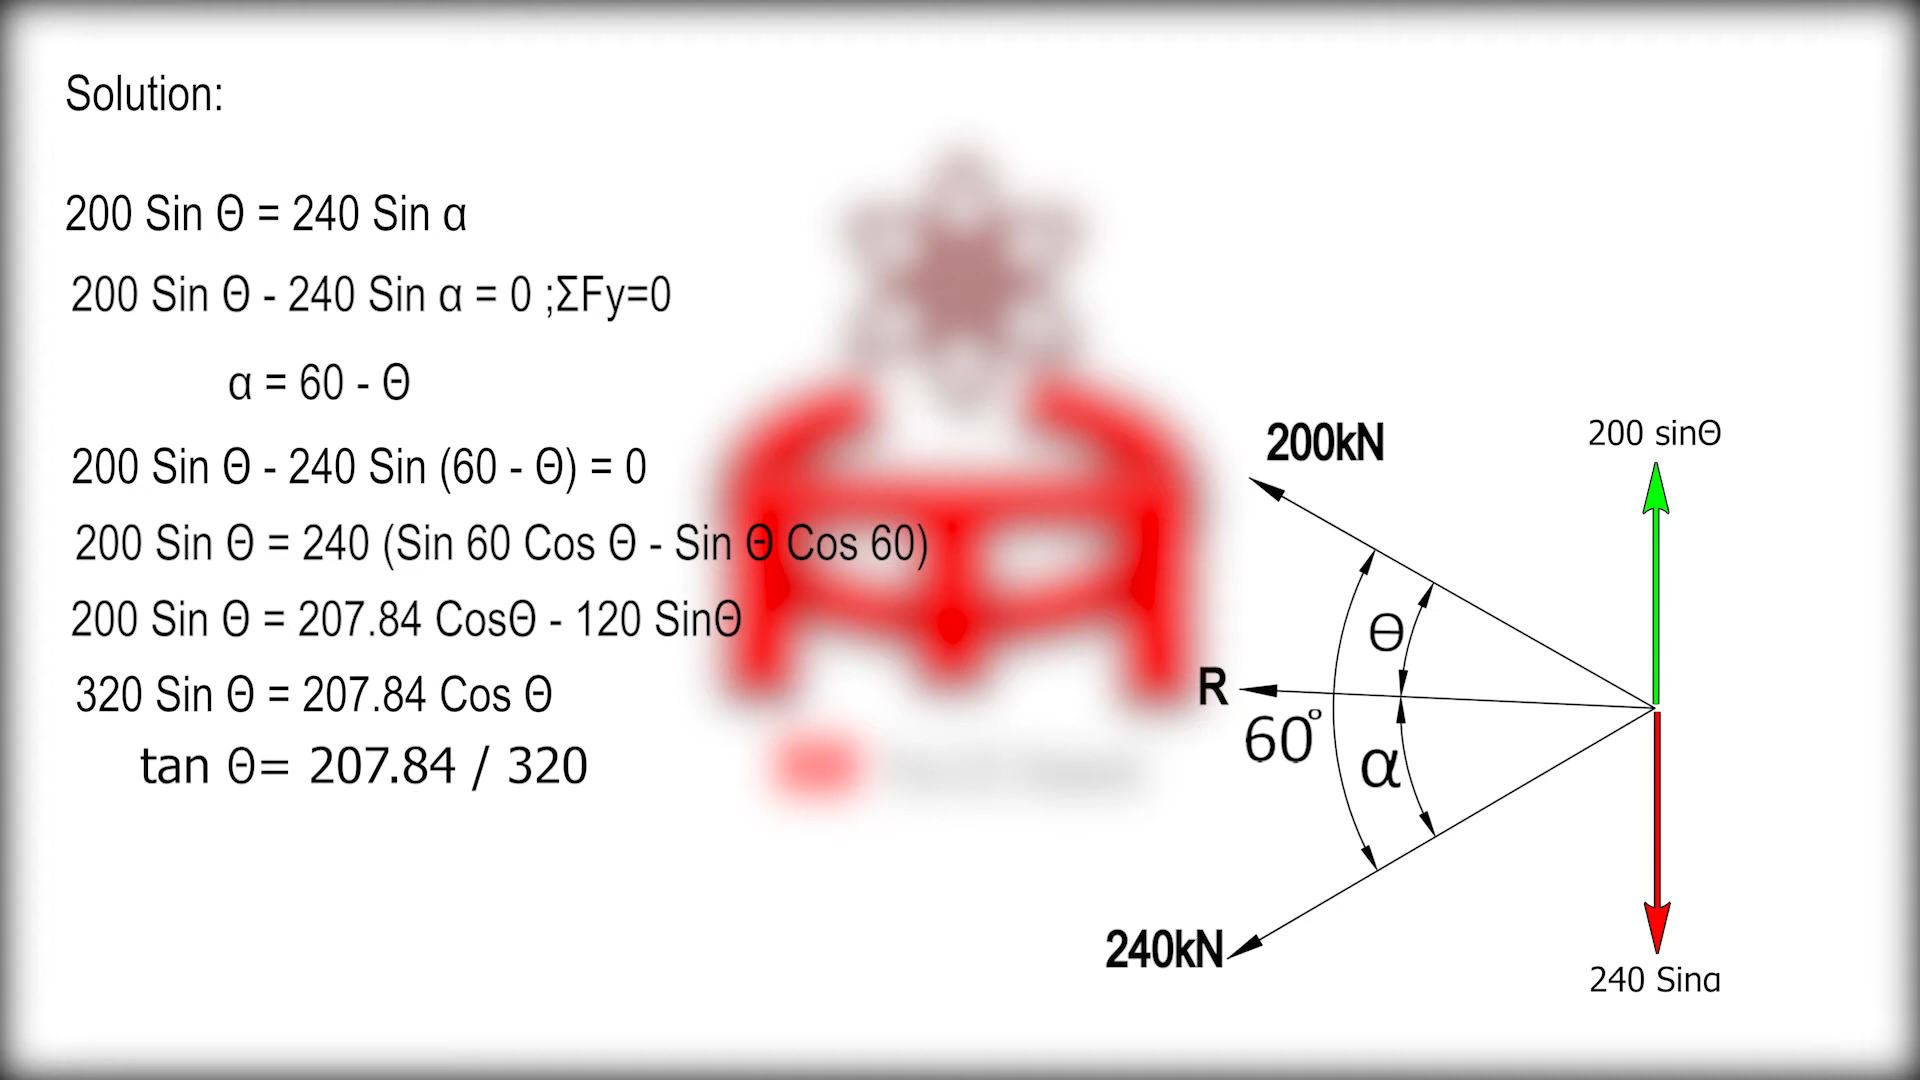 Solution:
200 Sin Θ = 240 Sin α
200 Sin Θ - 240 Sin α = 0 ;ΣFy=0
α = 60 - Θ
200 Sin Θ - 240 Sin (60 - Θ) = 0
200 Sin Θ = 240 (Sin 60 Cos Θ - Sin Θ Cos 60)
200 Sin Θ = 207.84 CosΘ - 120 SinΘ
320 Sin Θ = 207.84 Cos Θ
tan Θ= 207.84 / 320
200kN
200 sinΘ
Θ
R
60°
α
240kN
240 Sinα